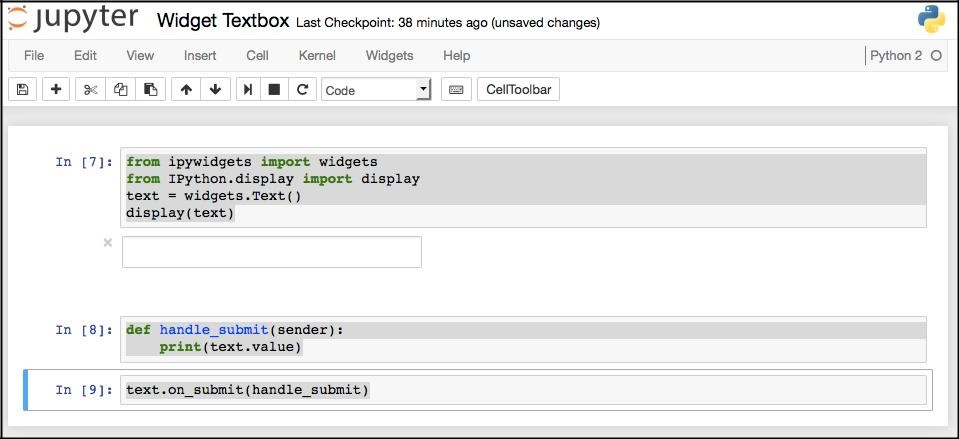 jupyter Widget Textbox Last Checkpoint: 38 minutes ago (unsaved changes)
File Edit View Insert Cell Kernel Widgets Help Python 2
Code CellToolbar
In [7]: from ipywidgets import widgets
from IPython.display import display
text = widgets.Text()
display(text)
In [8]: def handle_submit(sender):
    print(text.value)
In [9]: text.on_submit(handle_submit)